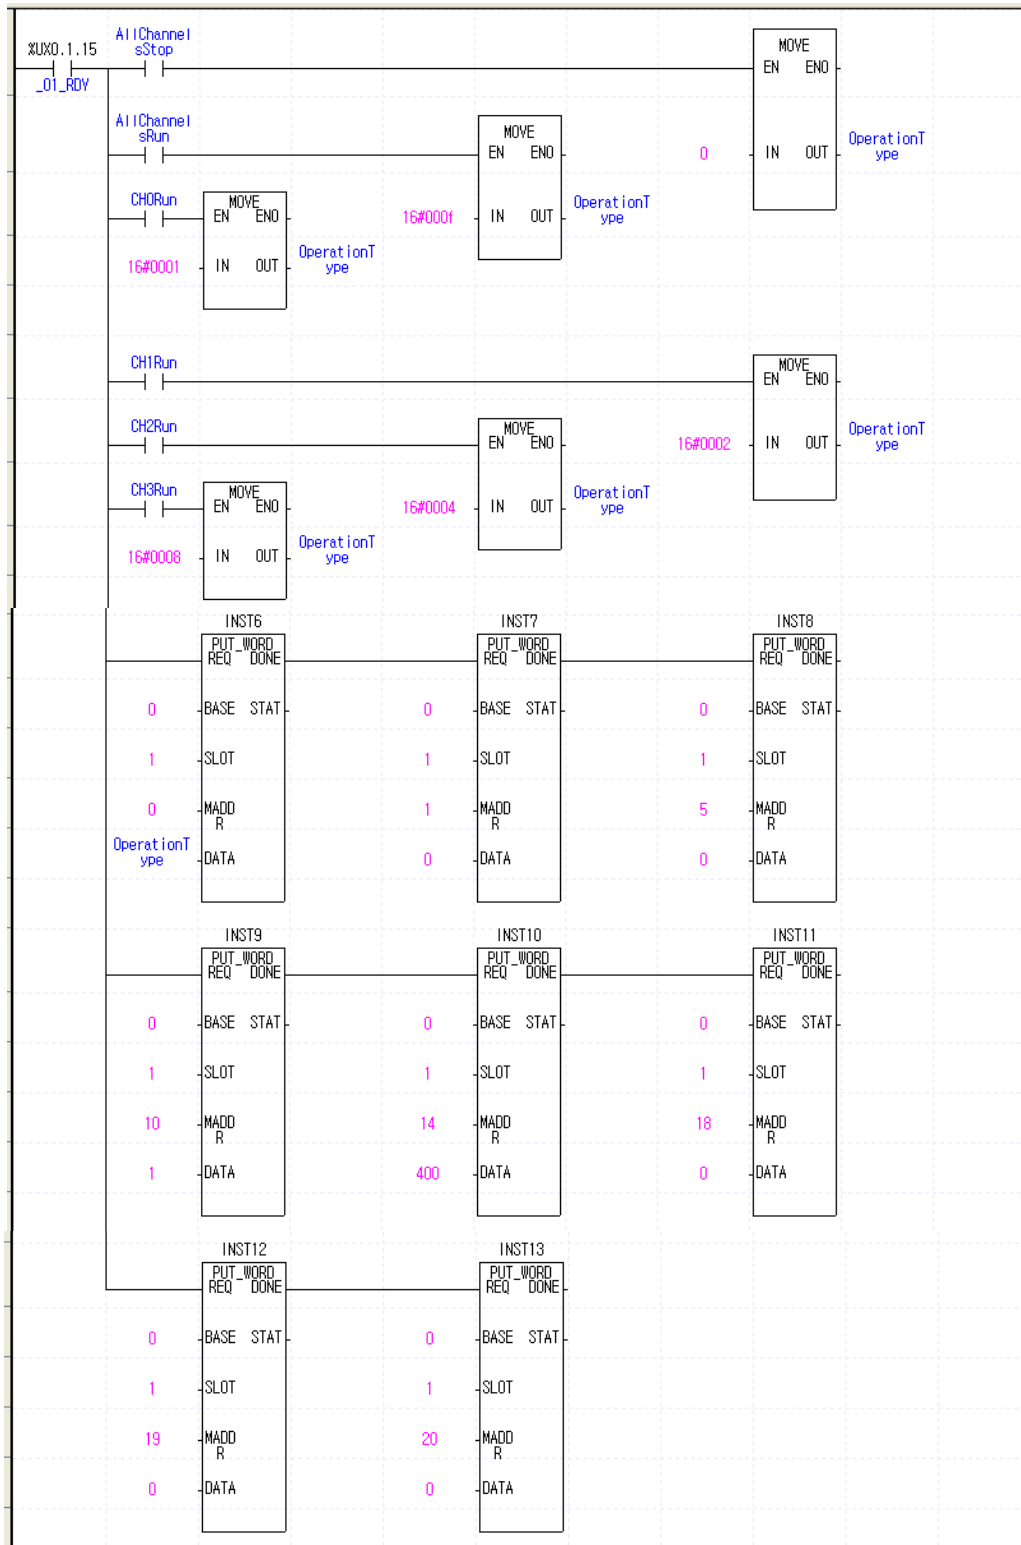 AllChannel
sStop
%UX0.1.15
_01_RDY
MOVE
EN ENO
AllChannel
sRun
MOVE
EN ENO
0
IN OUT
OperationT
ype
CH0Run
MOVE
EN ENO
16#000f
IN OUT
OperationT
ype
16#0001
IN OUT
OperationT
ype
CH1Run
MOVE
EN ENO
CH2Run
MOVE
EN ENO
16#0002
IN OUT
OperationT
ype
CH3Run
MOVE
EN ENO
16#0004
IN OUT
OperationT
ype
16#0008
IN OUT
OperationT
ype
INST6 INST7 INST8
PUT_WORD PUT_WORD PUT_WORD
REQ DONE REQ DONE REQ DONE
0 BASE STAT 0 BASE STAT 0 BASE STAT
1 SLOT 1 SLOT 1 SLOT
0 MADD 1 MADD 5 MADD
R R R
OperationT
ype
DATA 0 DATA 0 DATA
INST9 INST10 INST11
PUT_WORD PUT_WORD PUT_WORD
REQ DONE REQ DONE REQ DONE
0 BASE STAT 0 BASE STAT 0 BASE STAT
1 SLOT 1 SLOT 1 SLOT
10 MADD 14 MADD 18 MADD
R R R
1 DATA 400 DATA 0 DATA
INST12 INST13
PUT_WORD PUT_WORD
REQ DONE REQ DONE
0 BASE STAT 0 BASE STAT
1 SLOT 1 SLOT
19 MADD 20 MADD
R R
0 DATA 0 DATA